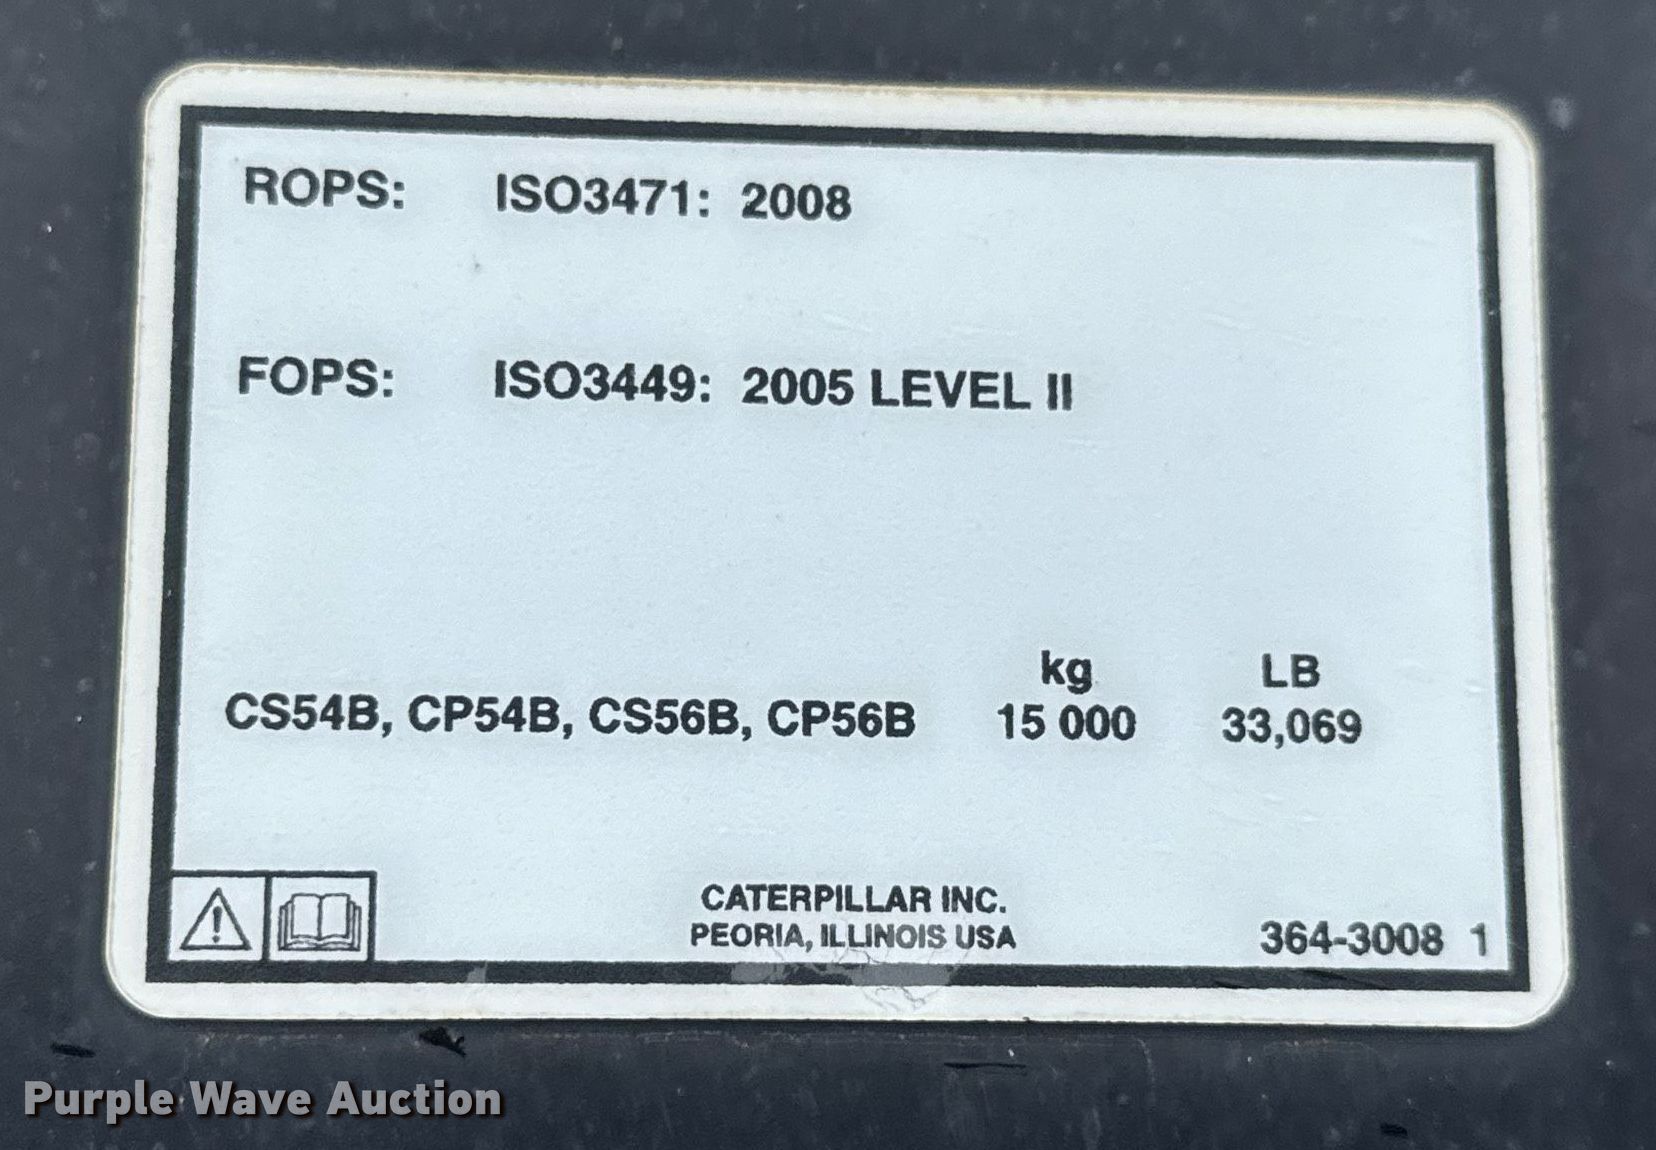 ROPS: ISO3471: 2008
FOPS: ISO3449: 2005 LEVEL II
kg LB
CS54B, CP54B, CS56B, CP56B 15 000 33,069
CATERPILLAR INC.
PEORIA, ILLINOIS USA
364-3008 1
Purple Wave Auction